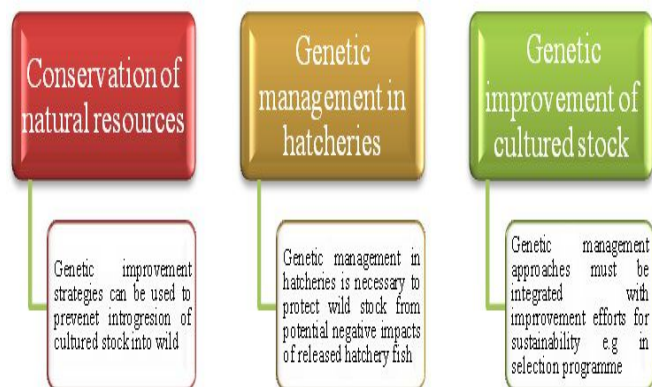 Conservation of
natural resources
Genetic improvement
strategies can be used to
prevenet introgresion of
cultured stock into wild
Genetic
management in
hatcheries
Genetic management in
hatcheries is necessary to
protect wild stock from
potential negative impacts
of released hatchery fish
Genetic
improvement of
cultured stock
Genetic management
approaches must be
integrated with
improvement efforts for
sustainability e.g in
selection programme